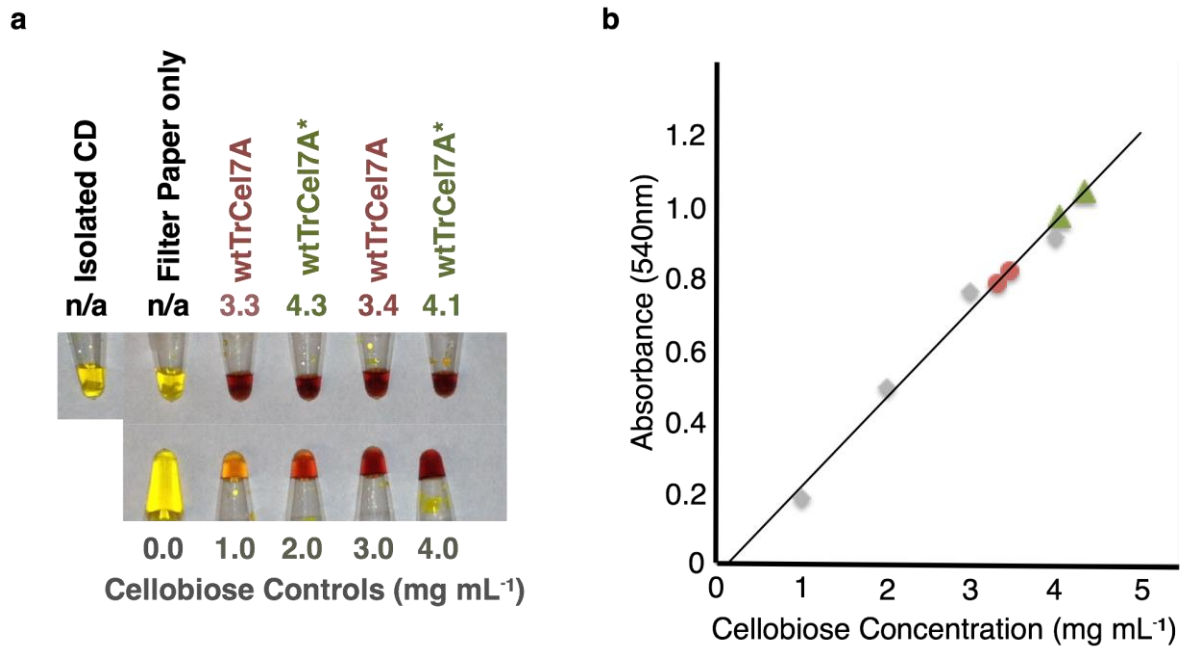 a
Isolated CD
Filter Paper only
wtTrCel7A
wtTrCel7A*
wtTrCel7A
wtTrCel7A*
n/a n/a 3.3 4.3 3.4 4.1
0.0 1.0 2.0 3.0 4.0
Cellobiose Controls (mg mL⁻¹)
b
Absorbance (540nm)
1.2
1.0
0.8
0.6
0.4
0.2
0
0 1 2 3 4 5
Cellobiose Concentration (mg mL⁻¹)